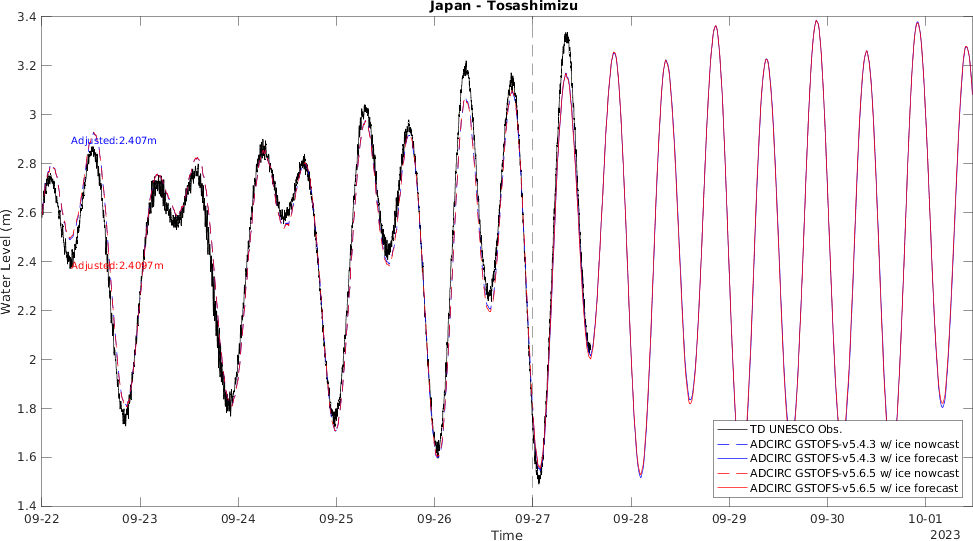 Japan - Tosashimizu
3.4
3.2
3
2.8
2.6
2.4
2.2
2
1.8
1.6
1.4
Water Level (m)
Adjusted:2.407m
Adjusted:2.4097m
TD UNESCO Obs.
ADCIRC GSTOFS-v5.4.3 w/ ice nowcast
ADCIRC GSTOFS-v5.4.3 w/ ice forecast
ADCIRC GSTOFS-v5.6.5 w/ ice nowcast
ADCIRC GSTOFS-v5.6.5 w/ ice forecast
09-22 09-23 09-24 09-25 09-26 09-27 09-28 09-29 09-30 10-01
Time
2023